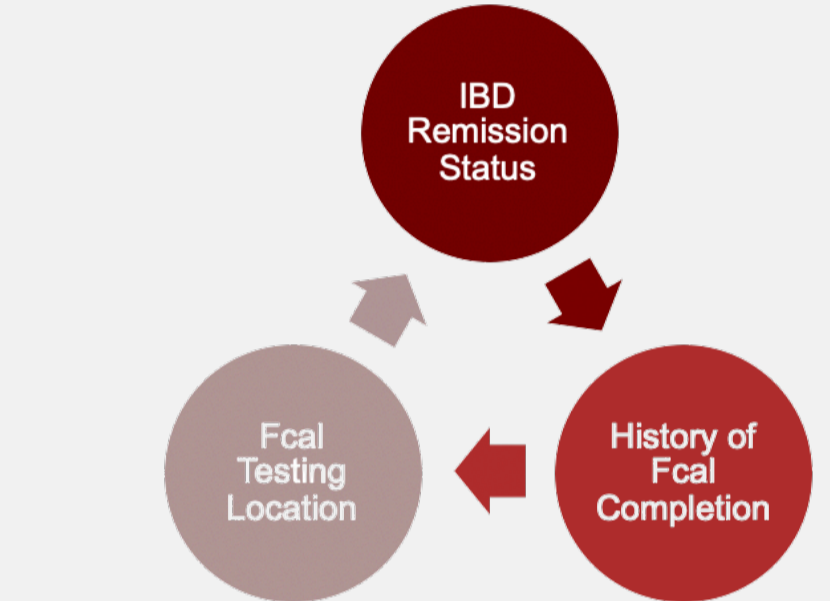 IBD
Remission
Status
History of
Fcal
Completion
Fcal
Testing
Location